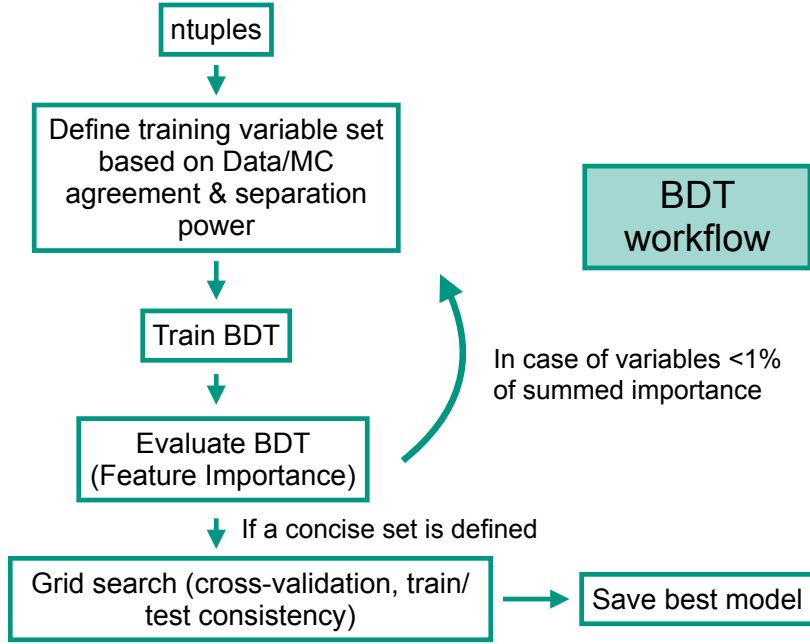 ntuples
Define training variable set
based on Data/MC
agreement & separation
power
BDT
workflow
Train BDT
In case of variables <1%
of summed importance
Evaluate BDT
(Feature Importance)
If a concise set is defined
Grid search (cross-validation, train/
test consistency)
Save best model